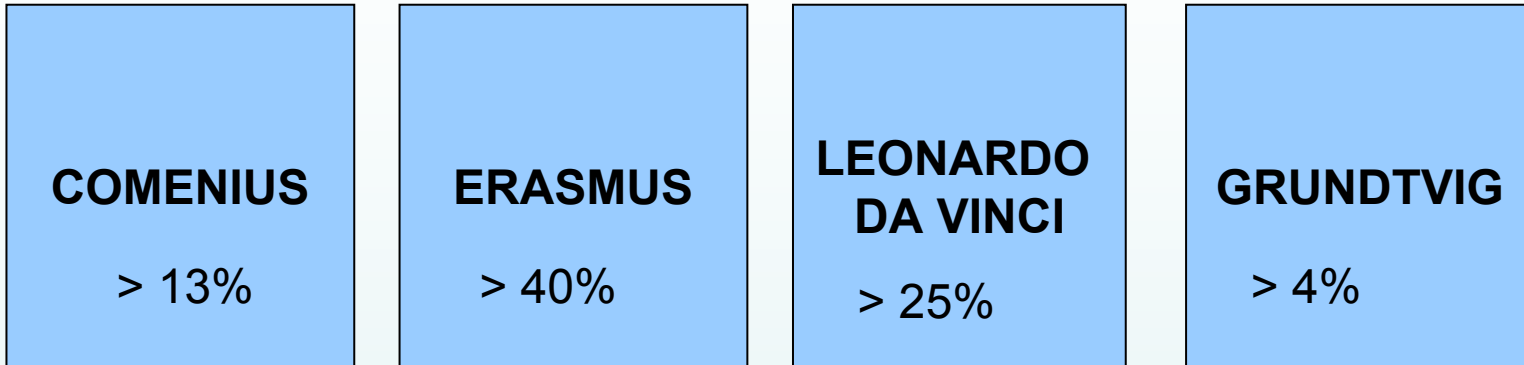 COMENIUS
> 13%
ERASMUS
> 40%
LEONARDO
DA VINCI
> 25%
GRUNDTVIG
> 4%